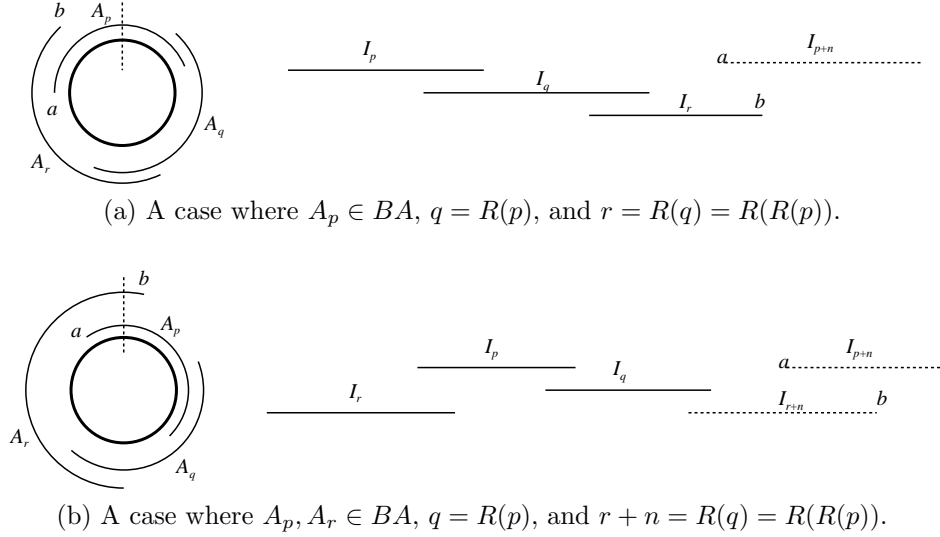 b A_p I_p a I_{p+n}
I_q
a I_r b
A_q
A_r
(a) A case where A_p ∈ BA, q = R(p), and r = R(q) = R(R(p)).
b
a A_p I_p a I_{p+n}
I_r I_q I_{r+n} b
A_r A_q
(b) A case where A_p, A_r ∈ BA, q = R(p), and r + n = R(q) = R(R(p)).